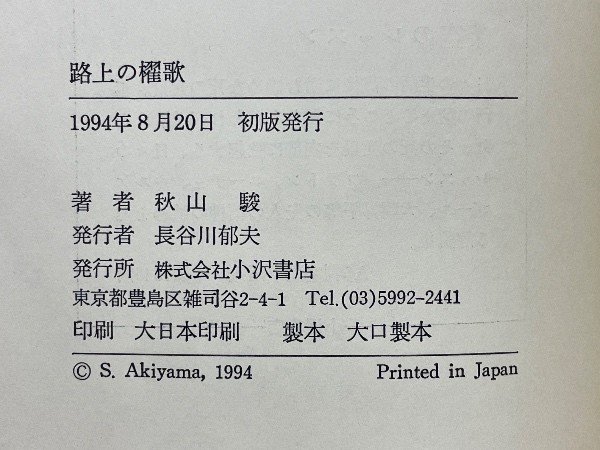 路上の櫂歌
1994年8月20日　初版発行
著　者　秋　山　　駿
発行者　長谷川郁夫
発行所　株式会社小沢書店
東京都豊島区雑司谷2-4-1　Tel.(03)5992-2441
印刷　大日本印刷　　製本　大口製本
© S. Akiyama, 1994　　Printed in Japan